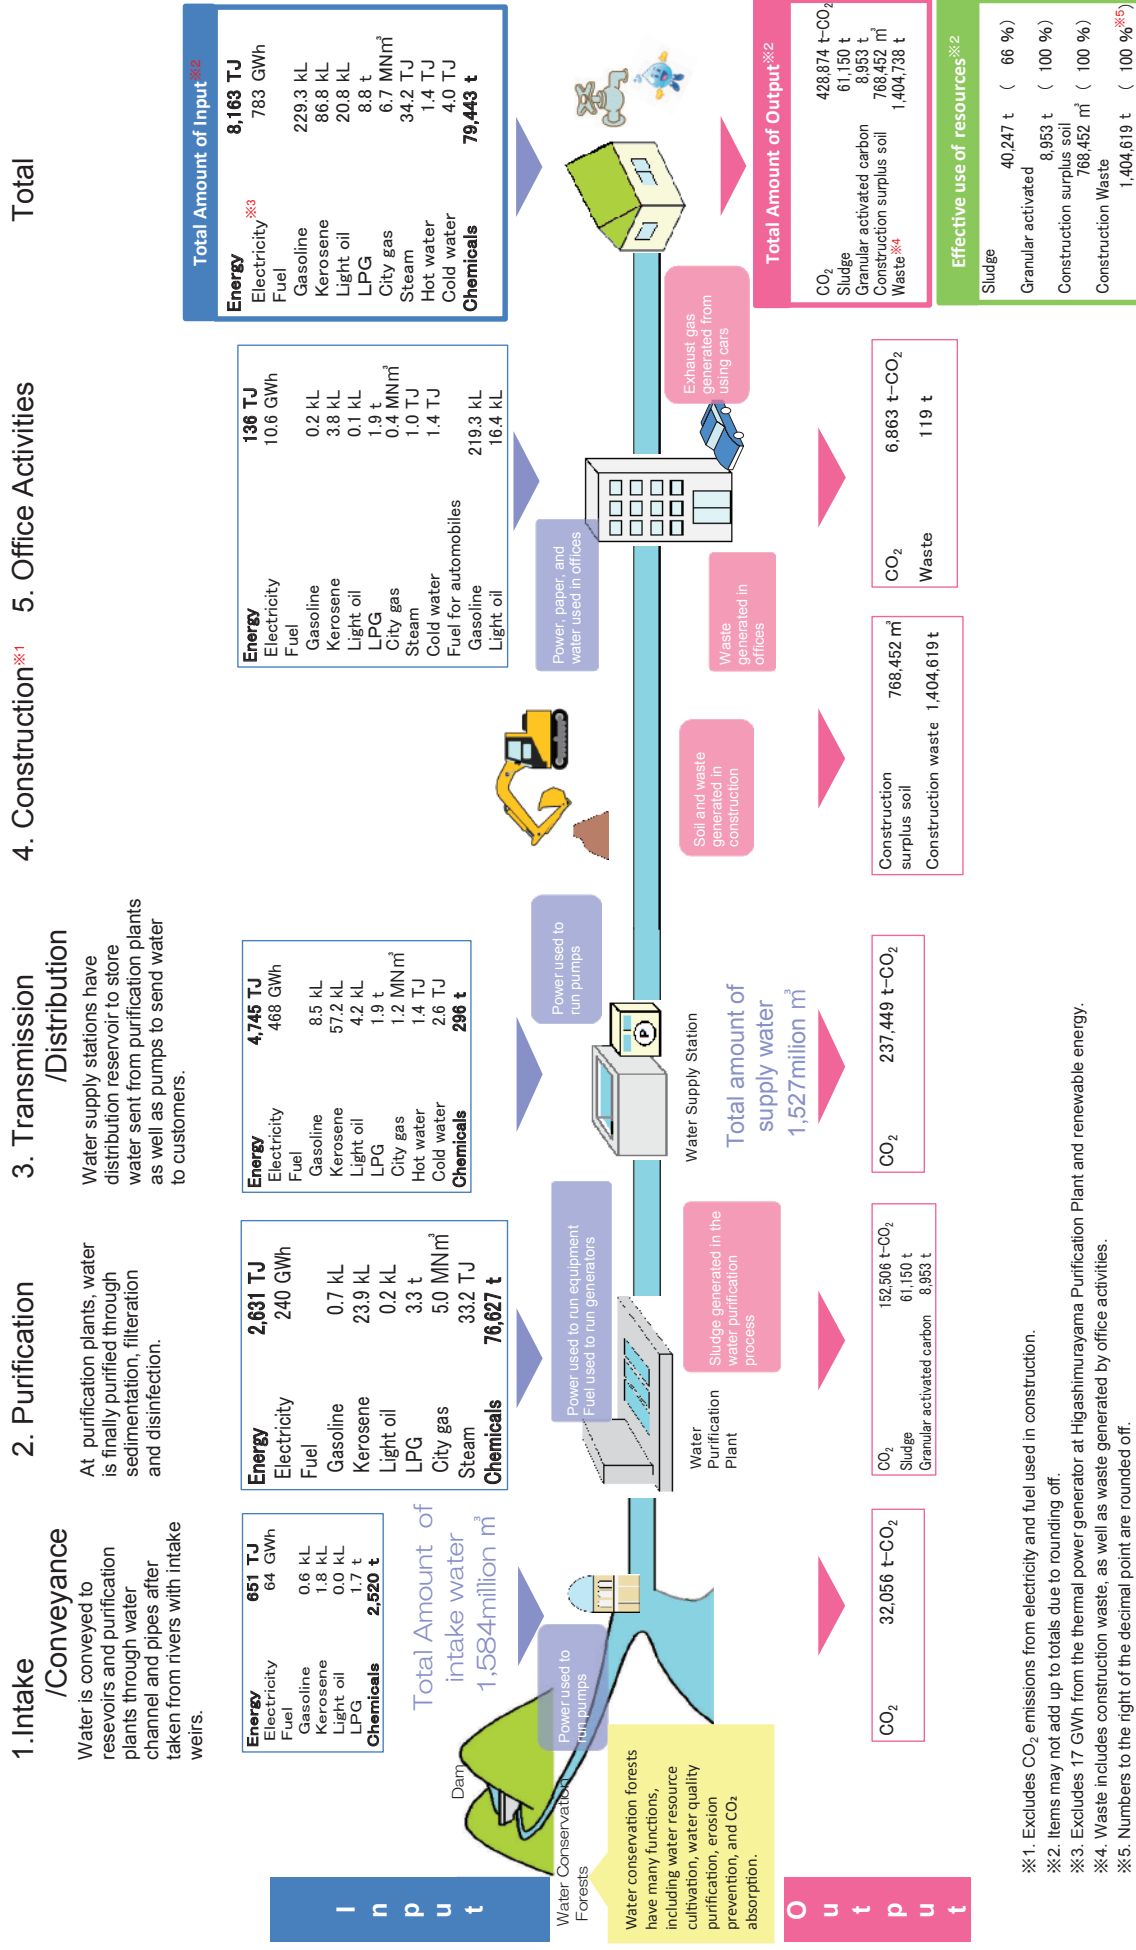 1.Intake
/Conveyance
Water is conveyed to
resevoirs and purification
plants through water
channel and pipes after
taken from rivers with intake
weirs.
2. Purification
At purification plants, water
is finally purified through
sedimentation, filteration
and disinfection.
3. Transmission
/Distribution
Water supply stations have
distribution reservoir to store
water sent from purification plants
as well as pumps to send water
to customers.
4. Construction※1
5. Office Activities
Total
Input
Energy 651 TJ
Electricity 64 GWh
Fuel
Gasoline 0.6 kL
Kerosene 1.8 kL
Light oil 0.0 kL
LPG 1.7 t
Chemicals 2,520 t
Energy 2,631 TJ
Electricity 240 GWh
Fuel
Gasoline 0.7 kL
Kerosene 23.9 kL
Light oil 0.2 kL
LPG 3.3 t
City gas 5.0 MNm³
Steam 33.2 TJ
Chemicals 76,627 t
Energy 4,745 TJ
Electricity 468 GWh
Fuel
Gasoline 8.5 kL
Kerosene 57.2 kL
Light oil 4.2 kL
LPG 1.9 t
City gas 1.2 MNm³
Hot water 1.4 TJ
Cold water 2.6 TJ
Chemicals 296 t
Energy 136 TJ
Electricity 10.6 GWh
Fuel
Gasoline 0.2 kL
Kerosene 3.8 kL
Light oil 0.1 kL
LPG 1.9 t
City gas 0.4 MNm³
Steam 1.0 TJ
Cold water 1.4 TJ
Fuel for automobiles
Gasoline 219.3 kL
Light oil 16.4 kL
Total Amount of Input※2
Energy 8,163 TJ
Electricity※3 783 GWh
Fuel
Gasoline 229.3 kL
Kerosene 86.8 kL
Light oil 20.8 kL
LPG 8.8 t
City gas 6.7 MNm³
Steam 34.2 TJ
Hot water 1.4 TJ
Cold water 4.0 TJ
Chemicals 79,443 t
Total Amount of
intake water
1,584million m³
Dam
Water Conservation
Forests
Water conservation forests
have many functions,
including water resource
cultivation, water quality
purification, erosion
prevention, and CO₂
absorption.
Power used to
run pumps
Power used to run equipment
Fuel used to run generators
Water
Purification
Plant
Sludge generated in the
water purification
process
Power used to
run pumps
P
Water Supply Station
Total amount of
supply water
1,527milion m³
Soil and waste
generated in
construction
Power, paper, and
water used in offices
Waste
generated in
offices
Exhaust gas
generated from
using cars
Output
CO₂ 32,056 t-CO₂
CO₂ 152,506 t-CO₂
Sludge 61,150 t
Granular activated carbon 8,953 t
CO₂ 237,449 t-CO₂
Construction
surplus soil 768,452 m³
Construction waste 1,404,619 t
CO₂ 6,863 t-CO₂
Waste 119 t
Total Amount of Output※2
CO₂ 428,874 t-CO₂
Sludge 61,150 t
Granular activated carbon 8,953 t
Construction surplus soil 768,452 m³
Waste※4 1,404,738 t
Effective use of resources※2
Sludge
40,247 t ( 66 %)
Granular activated
8,953 t ( 100 %)
Construction surplus soil
768,452 m³ ( 100 %)
Construction Waste
1,404,619 t ( 100 %※5)
※1. Excludes CO₂ emissions from electricity and fuel used in construction.
※2. Items may not add up to totals due to rounding off.
※3. Excludes 17 GWh from the thermal power generator at Higashimurayama Purification Plant and renewable energy.
※4. Waste includes construction waste, as well as waste generated by office activities.
※5. Numbers to the right of the decimal point are rounded off.